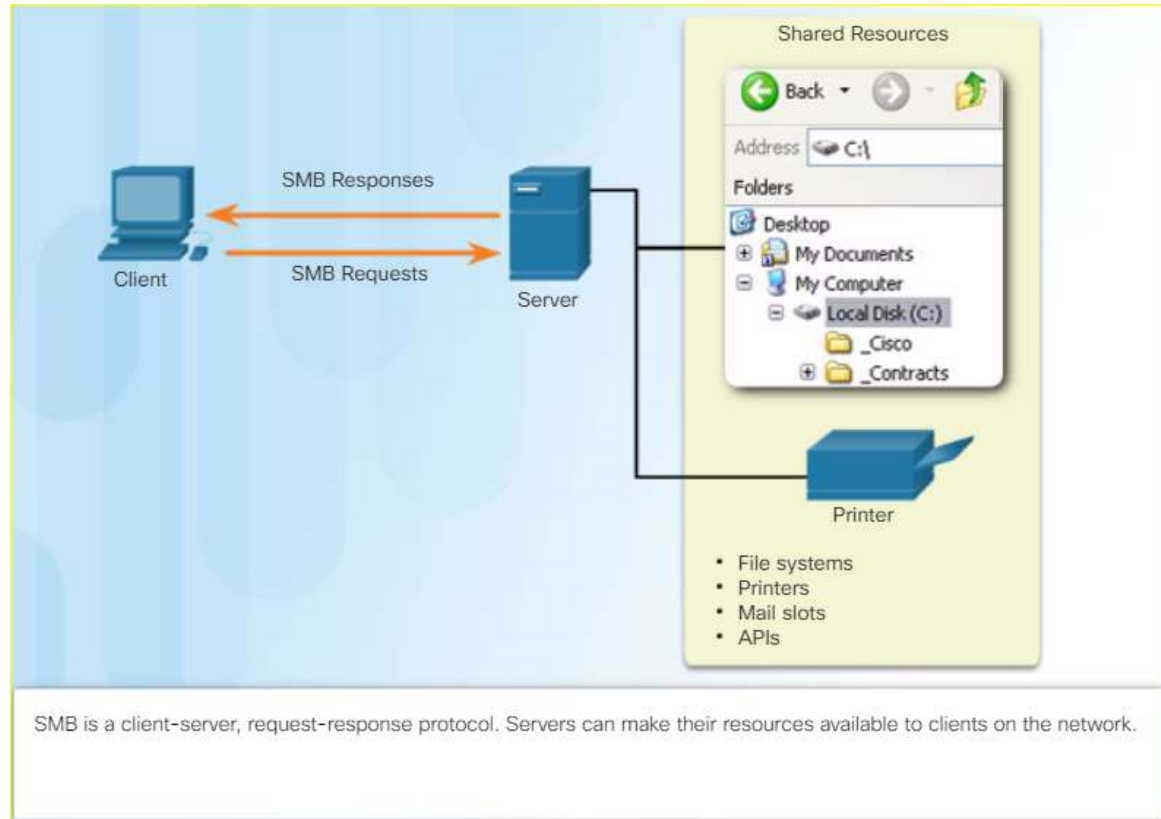 Shared Resources
Back
Address C:\
Folders
Desktop
My Documents
My Computer
Local Disk (C:)
_Cisco
_Contracts
SMB Responses
SMB Requests
Client
Server
Printer
• File systems
• Printers
• Mail slots
• APIs
SMB is a client-server, request-response protocol. Servers can make their resources available to clients on the network.